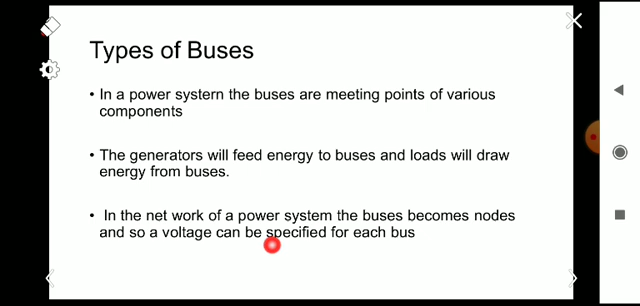 Types of Buses
• In a power system the buses are meeting points of various
components
• The generators will feed energy to buses and loads will draw
energy from buses.
• In the net work of a power system the buses becomes nodes
and so a voltage can be specified for each bus